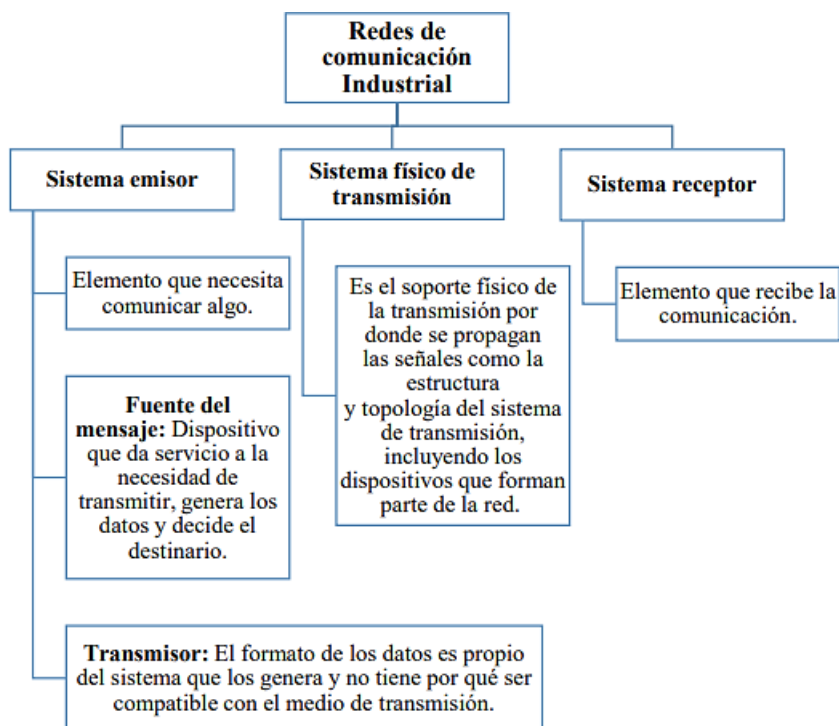 Redes de
comunicación
Industrial
Sistema emisor
Elemento que necesita
comunicar algo.
Fuente del
mensaje: Dispositivo
que da servicio a la
necesidad de
transmitir, genera los
datos y decide el
destinario.
Transmisor: El formato de los datos es propio
del sistema que los genera y no tiene por qué ser
compatible con el medio de transmisión.
Sistema físico de
transmisión
Es el soporte físico de
la transmisión por
donde se propagan
las señales como la
estructura
y topología del sistema
de transmisión,
incluyendo los
dispositivos que forman
parte de la red.
Sistema receptor
Elemento que recibe la
comunicación.